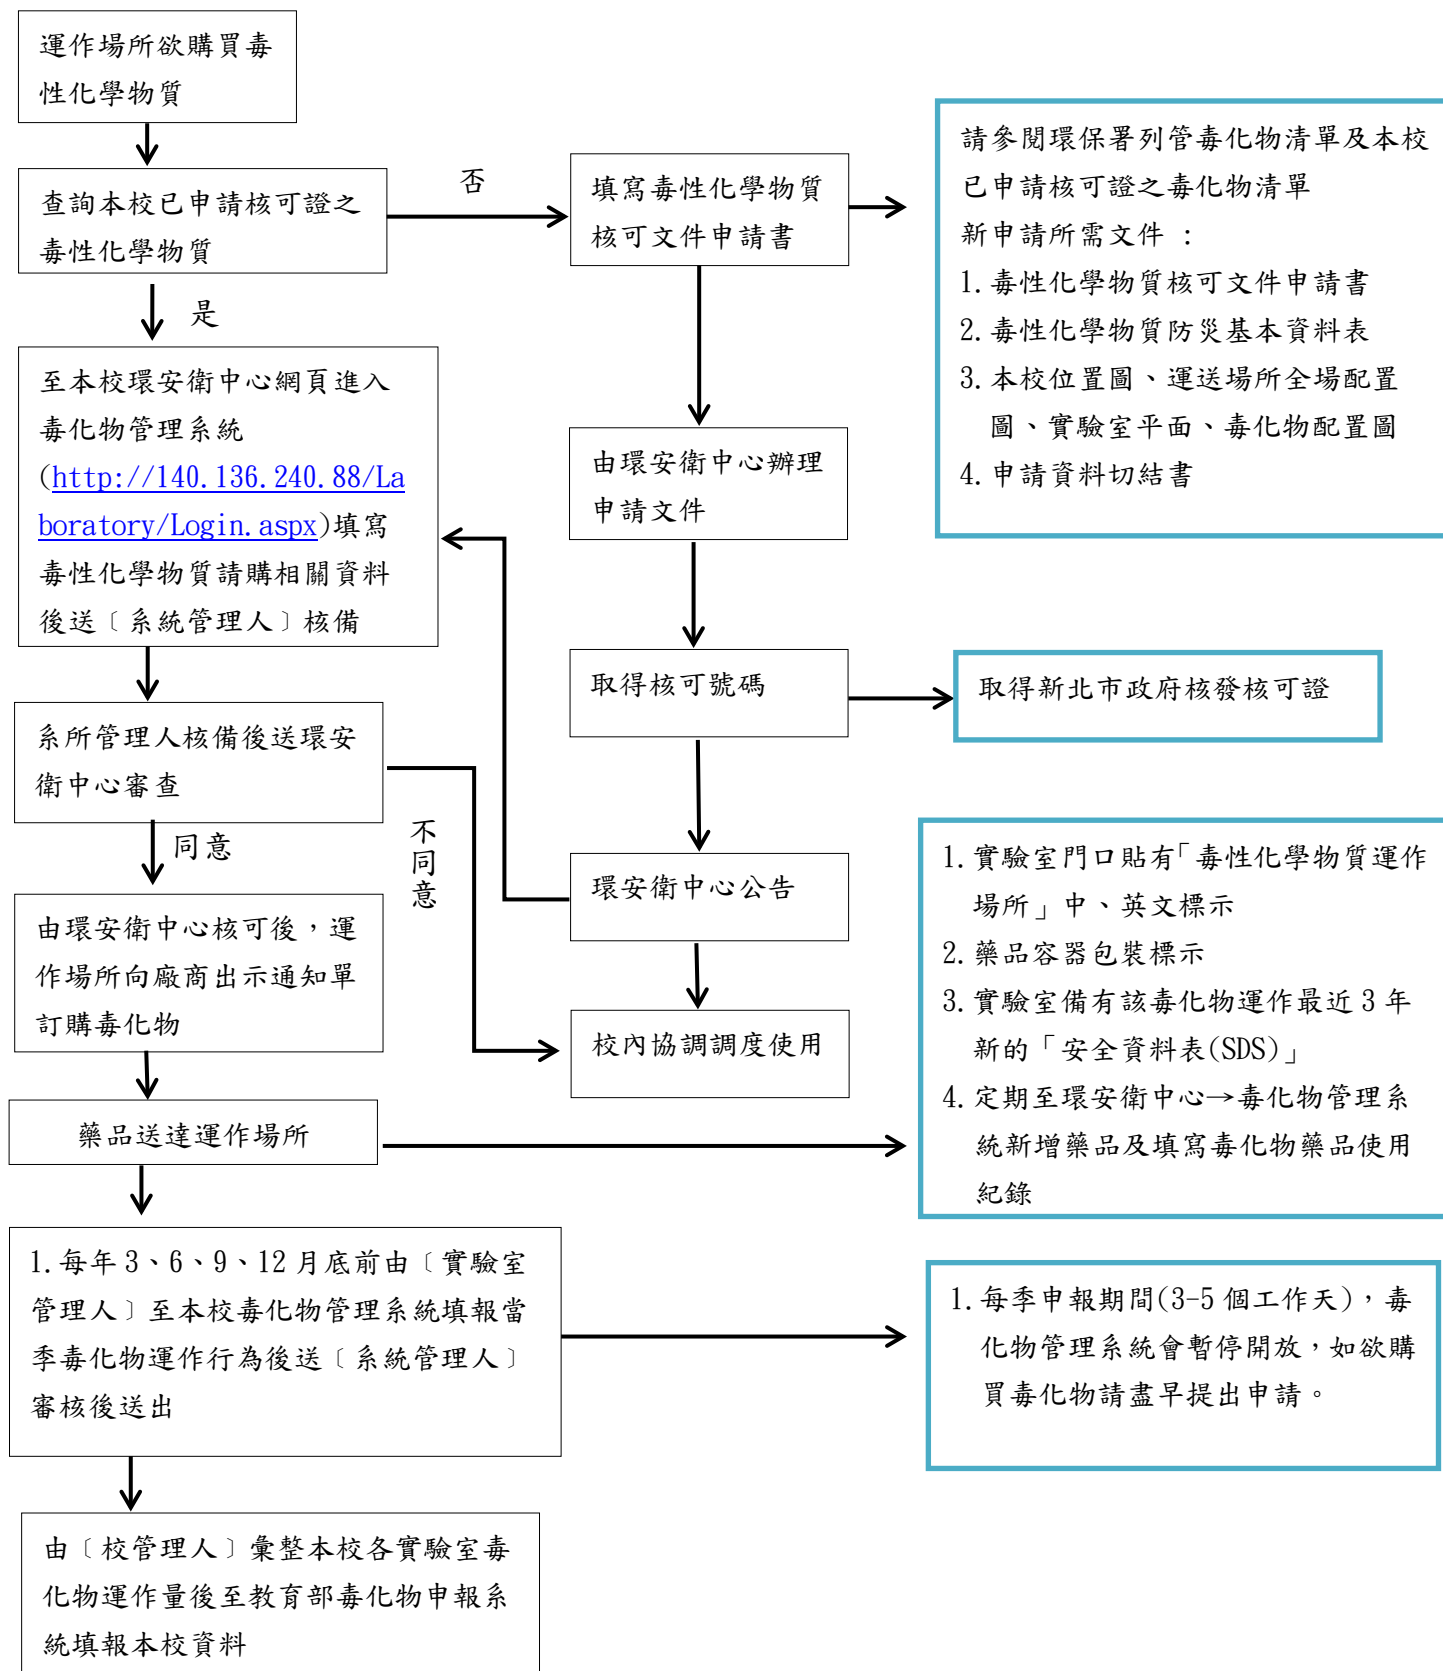 運作場所欲購買毒
性化學物質
查詢本校已申請核可證之
毒性化學物質
否
是
填寫毒性化學物質
核可文件申請書
請參閱環保署列管毒化物清單及本校
已申請核可證之毒化物清單
新申請所需文件 :
1.毒性化學物質核可文件申請書
2.毒性化學物質防災基本資料表
3.本校位置圖、運送場所全場配置
圖、實驗室平面、毒化物配置圖
4.申請資料切結書
至本校環安衛中心網頁進入
毒化物管理系統
(http://140.136.240.88/La
boratory/Login.aspx)填寫
毒性化學物質請購相關資料
後送〔系統管理人〕核備
由環安衛中心辦理
申請文件
取得核可號碼
取得新北市政府核發核可證
系所管理人核備後送環安
衛中心審查
同意
不
同
意
環安衛中心公告
由環安衛中心核可後，運
作場所向廠商出示通知單
訂購毒化物
校內協調調度使用
1.實驗室門口貼有「毒性化學物質運作
場所」中、英文標示
2.藥品容器包裝標示
3.實驗室備有該毒化物運作最近 3 年
新的「安全資料表(SDS)」
4.定期至環安衛中心→毒化物管理系
統新增藥品及填寫毒化物藥品使用
紀錄
藥品送達運作場所
1.每年 3、6、9、12 月底前由〔實驗室
管理人〕至本校毒化物管理系統填報當
季毒化物運作行為後送〔系統管理人〕
審核後送出
1.每季申報期間(3-5 個工作天)，毒
化物管理系統會暫停開放，如欲購
買毒化物請盡早提出申請。
由〔校管理人〕彙整本校各實驗室毒
化物運作量後至教育部毒化物申報系
統填報本校資料